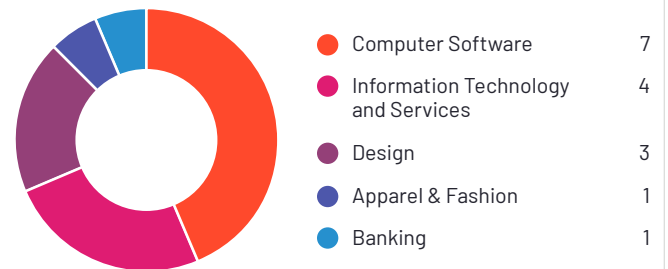 Computer Software 7
Information Technology 4
and Services
Design 3
Apparel & Fashion 1
Banking 1